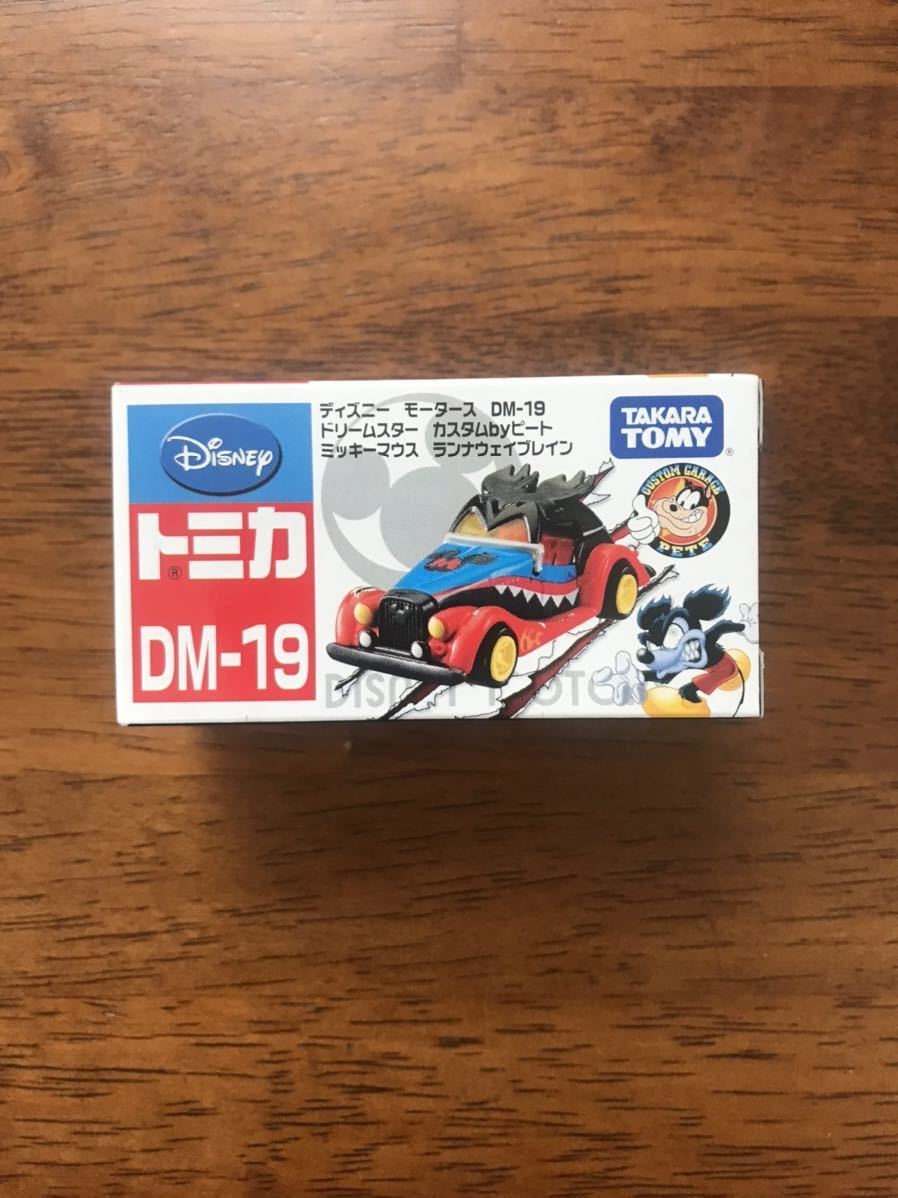 Disney
トミカ
®
DM-19
ディズニー モータース DM-19
ドリームスター カスタムbyピート
ミッキーマウス ランナウェイブレイン
TAKARA
TOMY
®
CUSTOM GARAGE
PETE
DISNEY MOTO